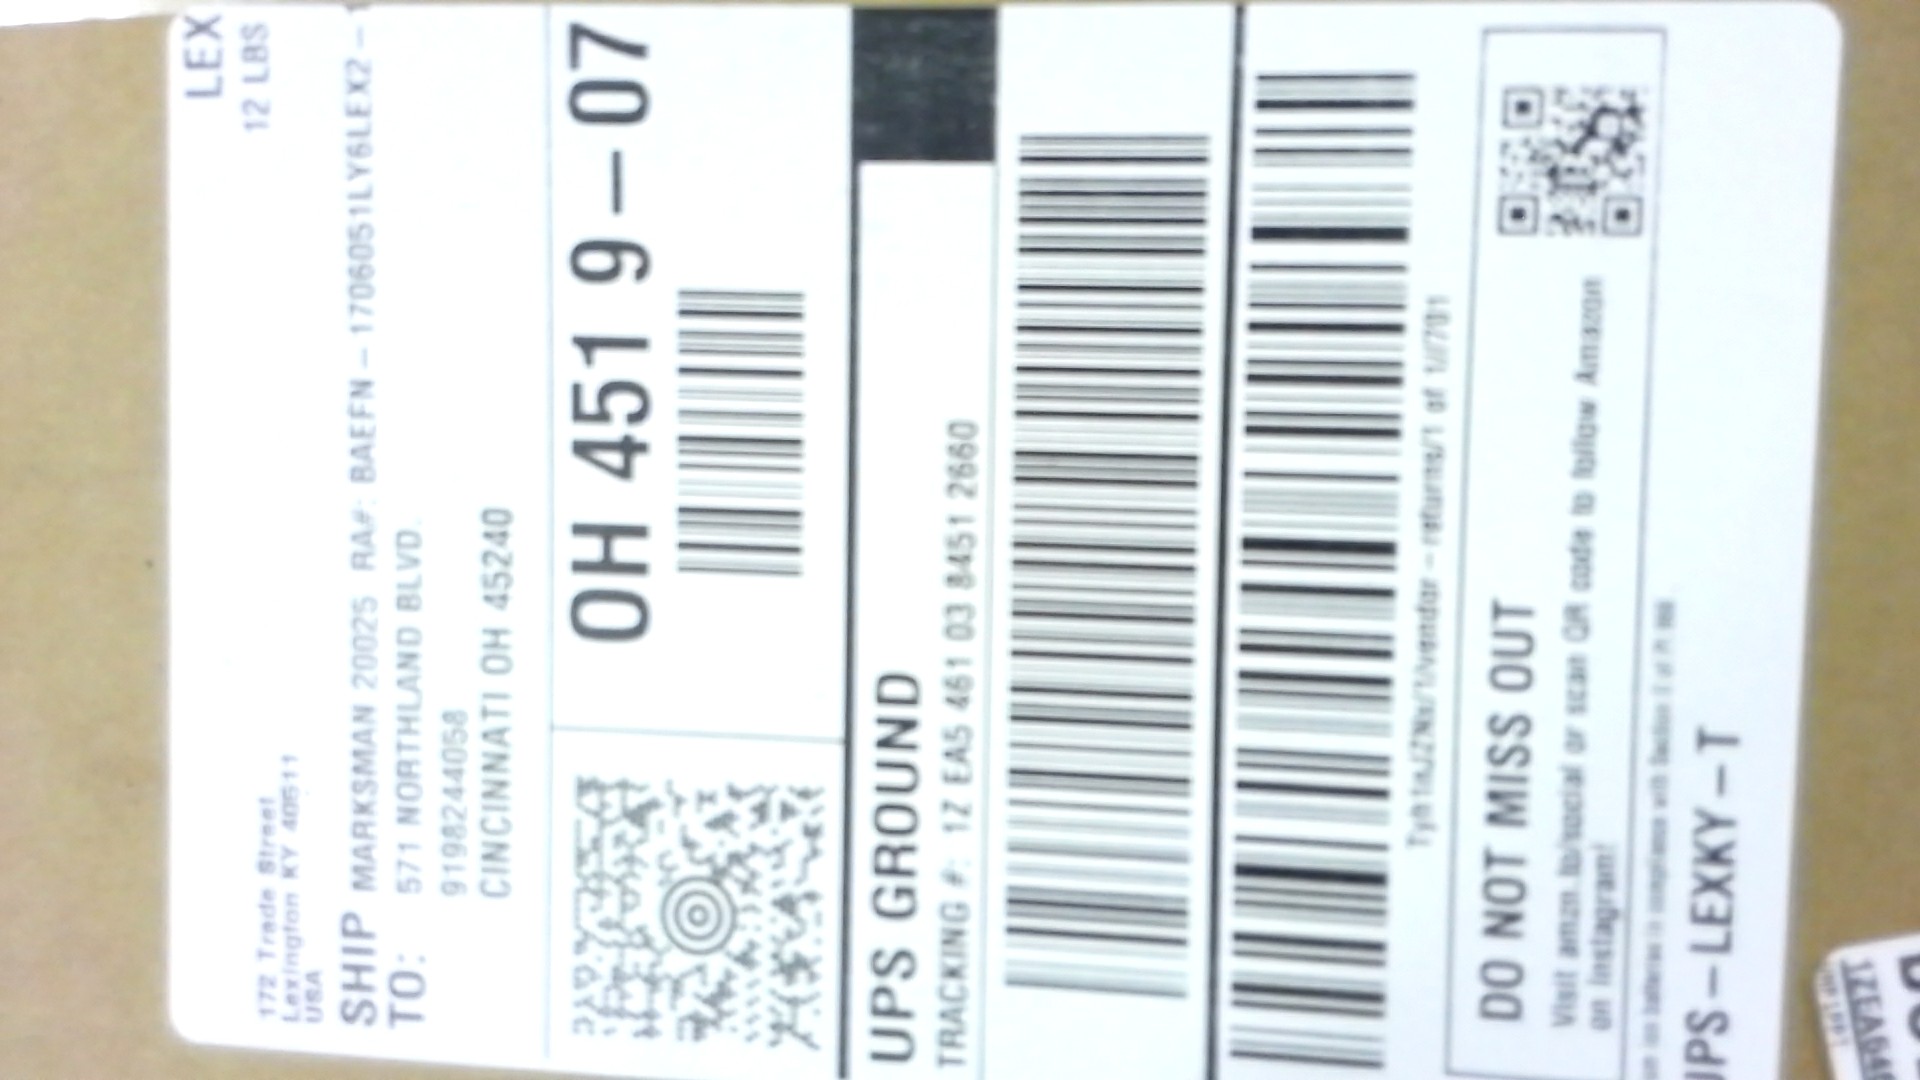 LEX
12 LBS
172 Trade Street
Lexington KY 40511
USA
SHIP
TO:
MARKSMAN 20025 RA#: BAEFN-1706051LY6LEX2-
571 NORTHLAND BLVD.
9198244058
CINCINNATI OH 45240
OH 451 9-07
UPS GROUND
TRACKING #: 1Z EA5 461 03 8451 2660
DO NOT MISS OUT
Visit amzn.to/social or scan QR code to follow Amazon
on Instagram!
UPS-LEXKY-T